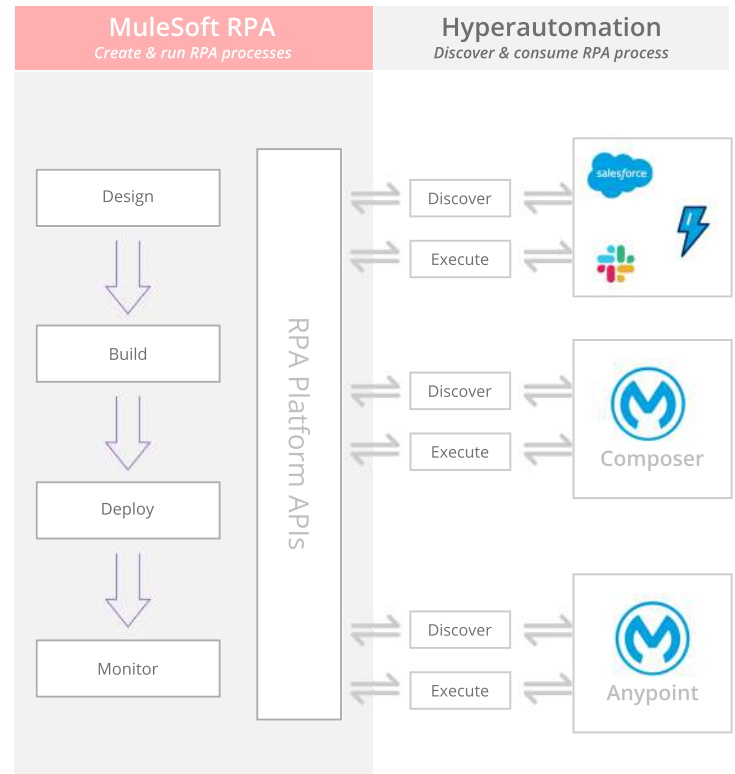 MuleSoft RPA
Create & run RPA processes
Hyperautomation
Discover & consume RPA process
Design
Build
Deploy
Monitor
RPA Platform APIs
Discover
Execute
salesforce
Discover
Execute
Composer
Discover
Execute
Anypoint